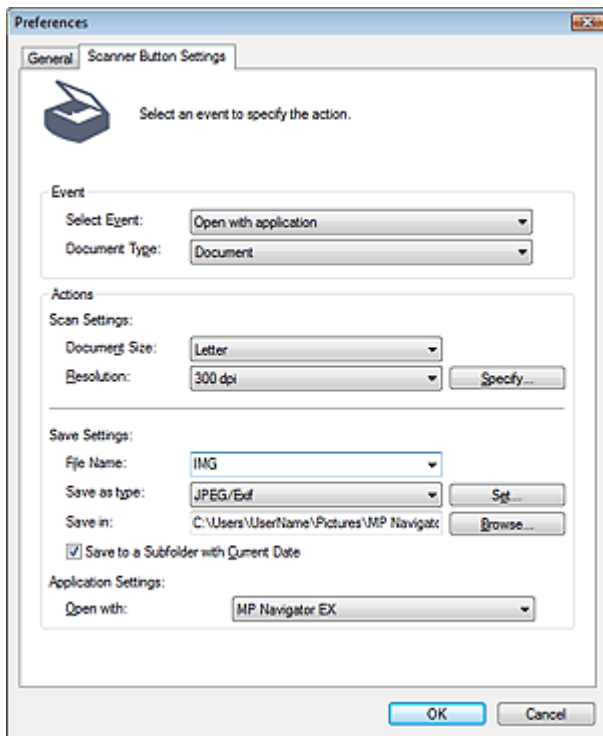 Preferences
General Scanner Button Settings
Select an event to specify the action.
Event
Select Event: Open with application
Document Type: Document
Actions
Scan Settings:
Document Size: Letter
Resolution: 300 dpi Specify...
Save Settings:
File Name: IMG
Save as type: JPEG/Exif Set...
Save in: C:\Users\UserName\Pictures\MP Navigato Browse...
Save to a Subfolder with Current Date
Application Settings:
Open with: MP Navigator EX
OK Cancel